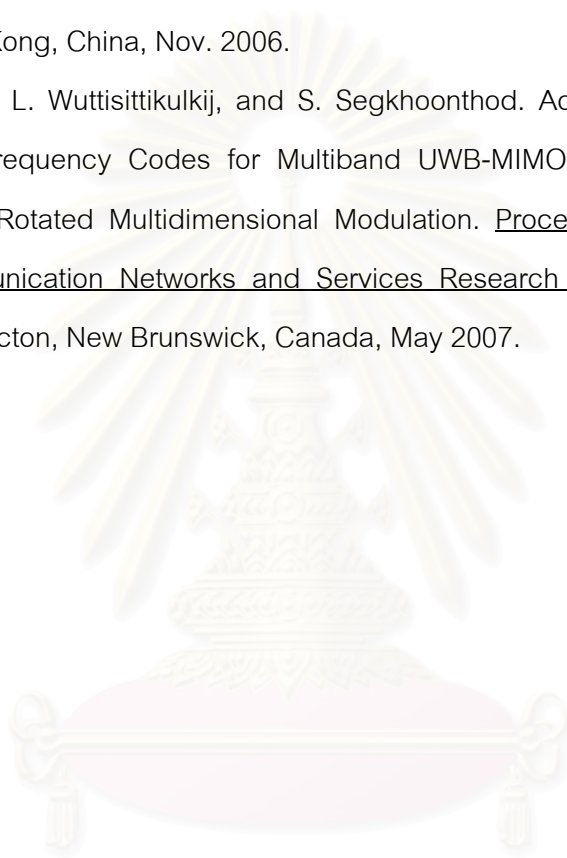 Kong, China, Nov. 2006.
L. Wuttisittikulkij, and S. Segkhoonthod. Ac
requency Codes for Multiband UWB-MIMO
Rotated Multidimensional Modulation. Proce
unication Networks and Services Research
cton, New Brunswick, Canada, May 2007.